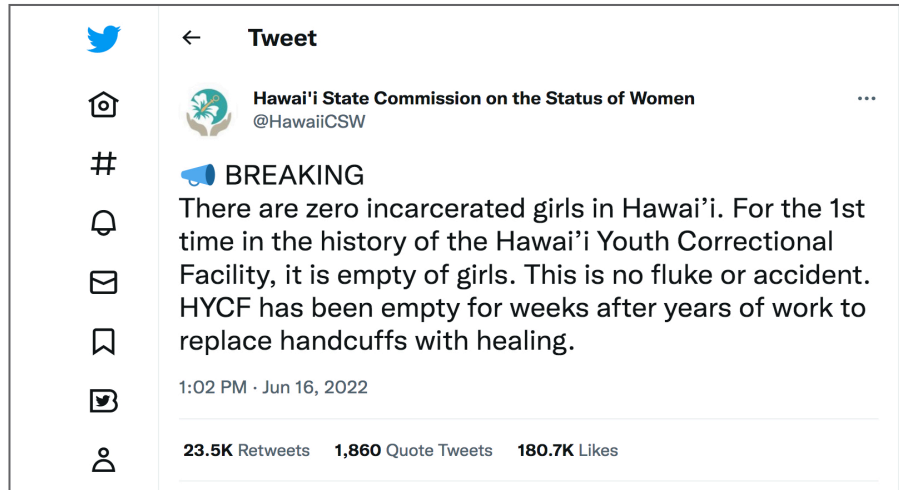 Tweet
Hawai'i State Commission on the Status of Women
@HawaiiCSW
BREAKING
There are zero incarcerated girls in Hawai’i. For the 1st
time in the history of the Hawai’i Youth Correctional
Facility, it is empty of girls. This is no fluke or accident.
HYCF has been empty for weeks after years of work to
replace handcuffs with healing.
1:02 PM · Jun 16, 2022
23.5K Retweets 1,860 Quote Tweets 180.7K Likes